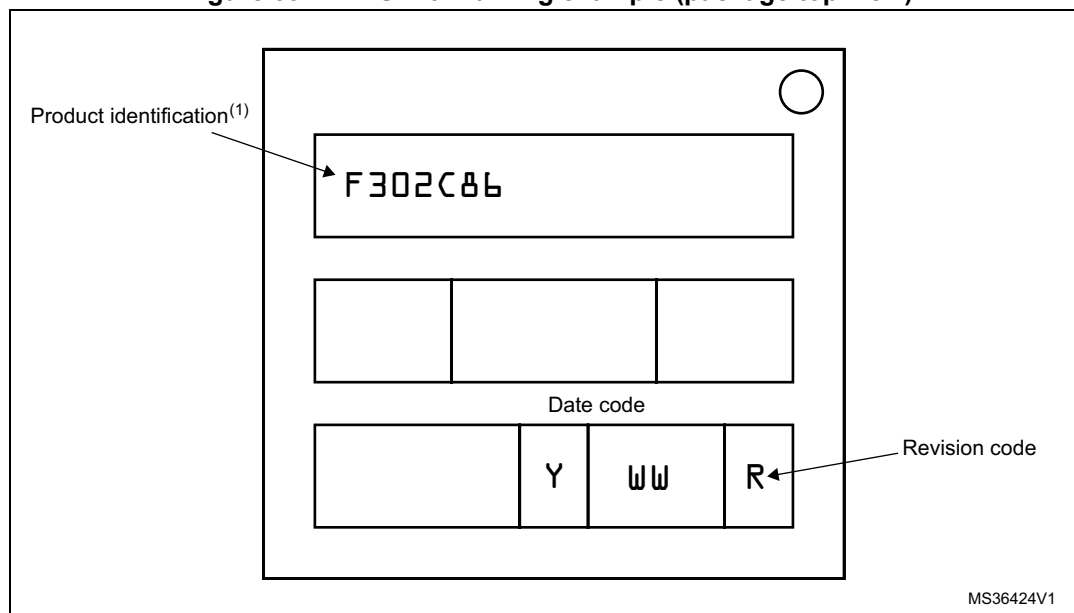 Product identification(1)
F302C86
Date code
Y WW R
Revision code
MS36424V1